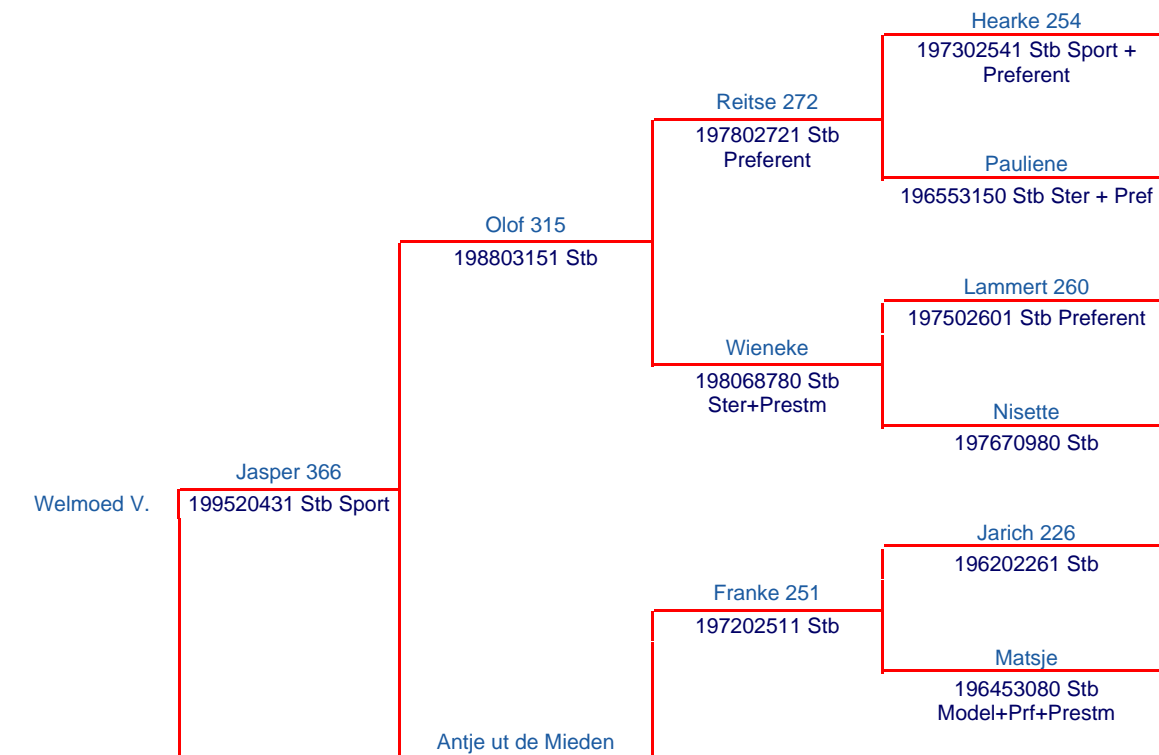 Hearke 254
197302541 Stb Sport +
Preferent
Reitse 272
197802721 Stb
Preferent
Pauliene
196553150 Stb Ster + Pref
Olof 315
198803151 Stb
Lammert 260
197502601 Stb Preferent
Wieneke
198068780 Stb
Ster+Prestm
Nisette
197670980 Stb
Jasper 366
Welmoed V.
199520431 Stb Sport
Jarich 226
196202261 Stb
Franke 251
197202511 Stb
Matsje
196453080 Stb
Model+Prf+Prestm
Antje ut de Mieden